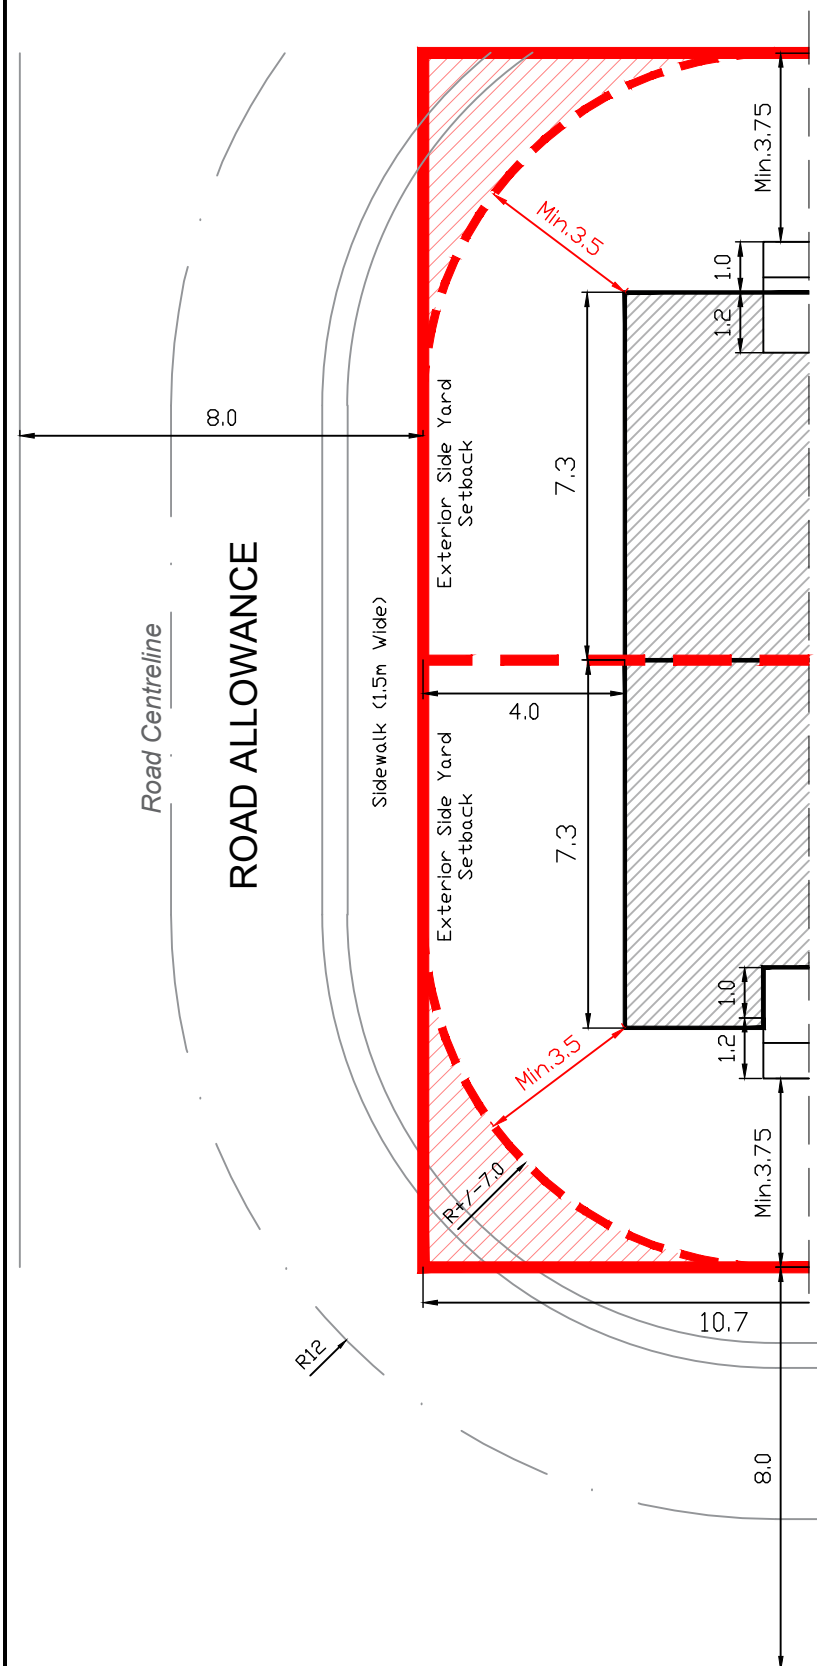 Min.3.75
Min.3.5
1.0
1.2
8.0
Exterior Side Yard
Setback
7.3
ROAD ALLOWANCE
Road Centreline
Sidewalk (1.5m Wide)
4.0
Exterior Side Yard
Setback
7.3
1.0
1.2
Min.3.5
Min.3.75
R+/-7.0
10.7
R12
8.0